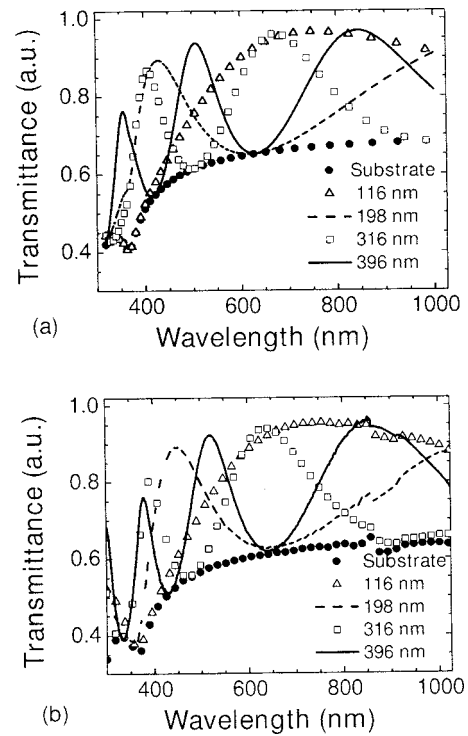 Transmittance (a.u.)
1.0
0.8
0.6
0.4
Substrate
116 nm
198 nm
316 nm
396 nm
400
600
800
1000
Wavelength (nm)
(a)
Transmittance (a.u.)
1.0
0.8
0.6
0.4
Substrate
116 nm
198 nm
316 nm
396 nm
400
600
800
1000
Wavelength (nm)
(b)